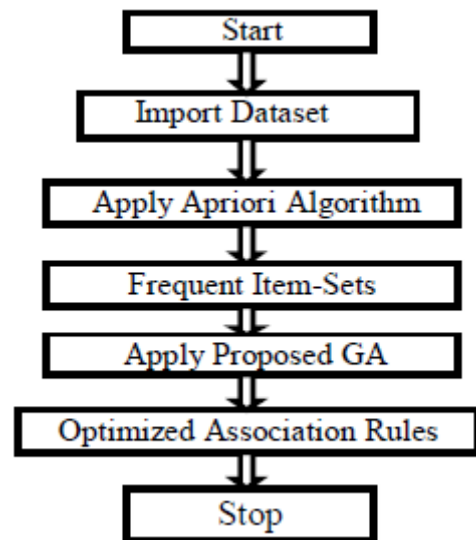 Start
Import Dataset
Apply Apriori Algorithm
Frequent Item-Sets
Apply Proposed GA
Optimized Association Rules
Stop